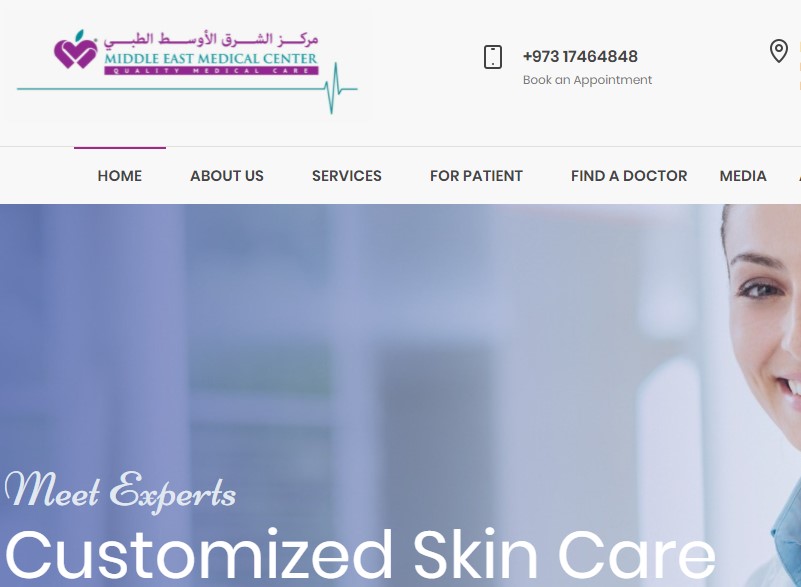 مركز الشرق الأوسط الطبي
MIDDLE EAST MEDICAL CENTER
QUALITY MEDICAL CARE
+973 17464848
Book an Appointment
HOME ABOUT US SERVICES FOR PATIENT FIND A DOCTOR MEDIA
Meet Experts
Customized Skin Care